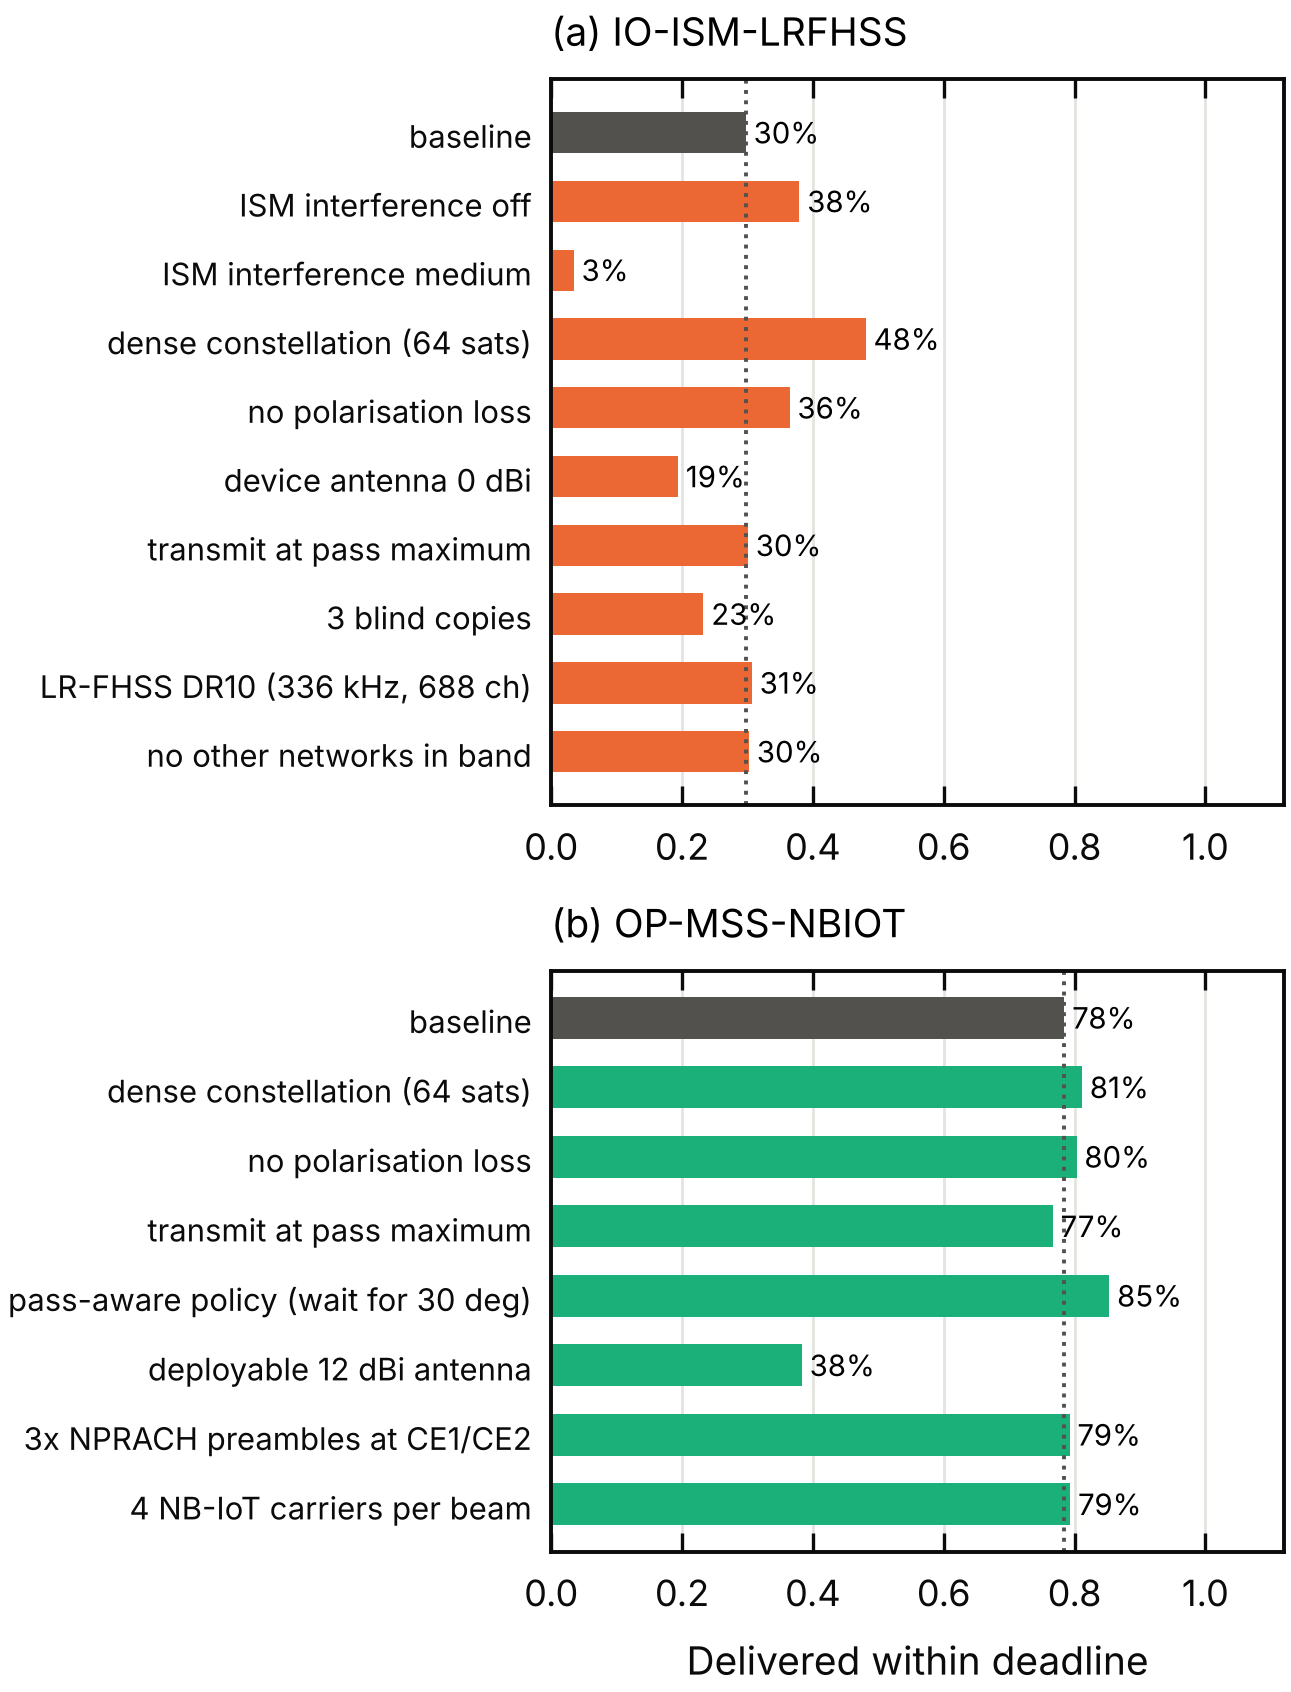 (a) IO-ISM-LRFHSS
baseline 30%
ISM interference off 38%
ISM interference medium 3%
dense constellation (64 sats) 48%
no polarisation loss 36%
device antenna 0 dBi 19%
transmit at pass maximum 30%
3 blind copies 23%
LR-FHSS DR10 (336 kHz, 688 ch) 31%
no other networks in band 30%
0.0 0.2 0.4 0.6 0.8 1.0
(b) OP-MSS-NBIOT
baseline 78%
dense constellation (64 sats) 81%
no polarisation loss 80%
transmit at pass maximum 77%
pass-aware policy (wait for 30 deg) 85%
deployable 12 dBi antenna 38%
3x NPRACH preambles at CE1/CE2 79%
4 NB-IoT carriers per beam 79%
0.0 0.2 0.4 0.6 0.8 1.0
Delivered within deadline